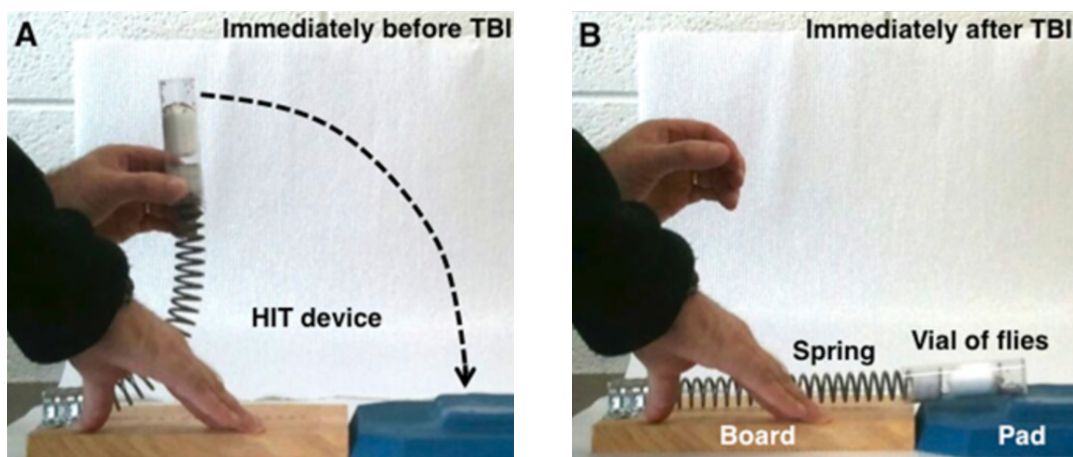 A
Immediately before TBI
HIT device
B
Immediately after TBI
Spring
Vial of flies
Board
Pad